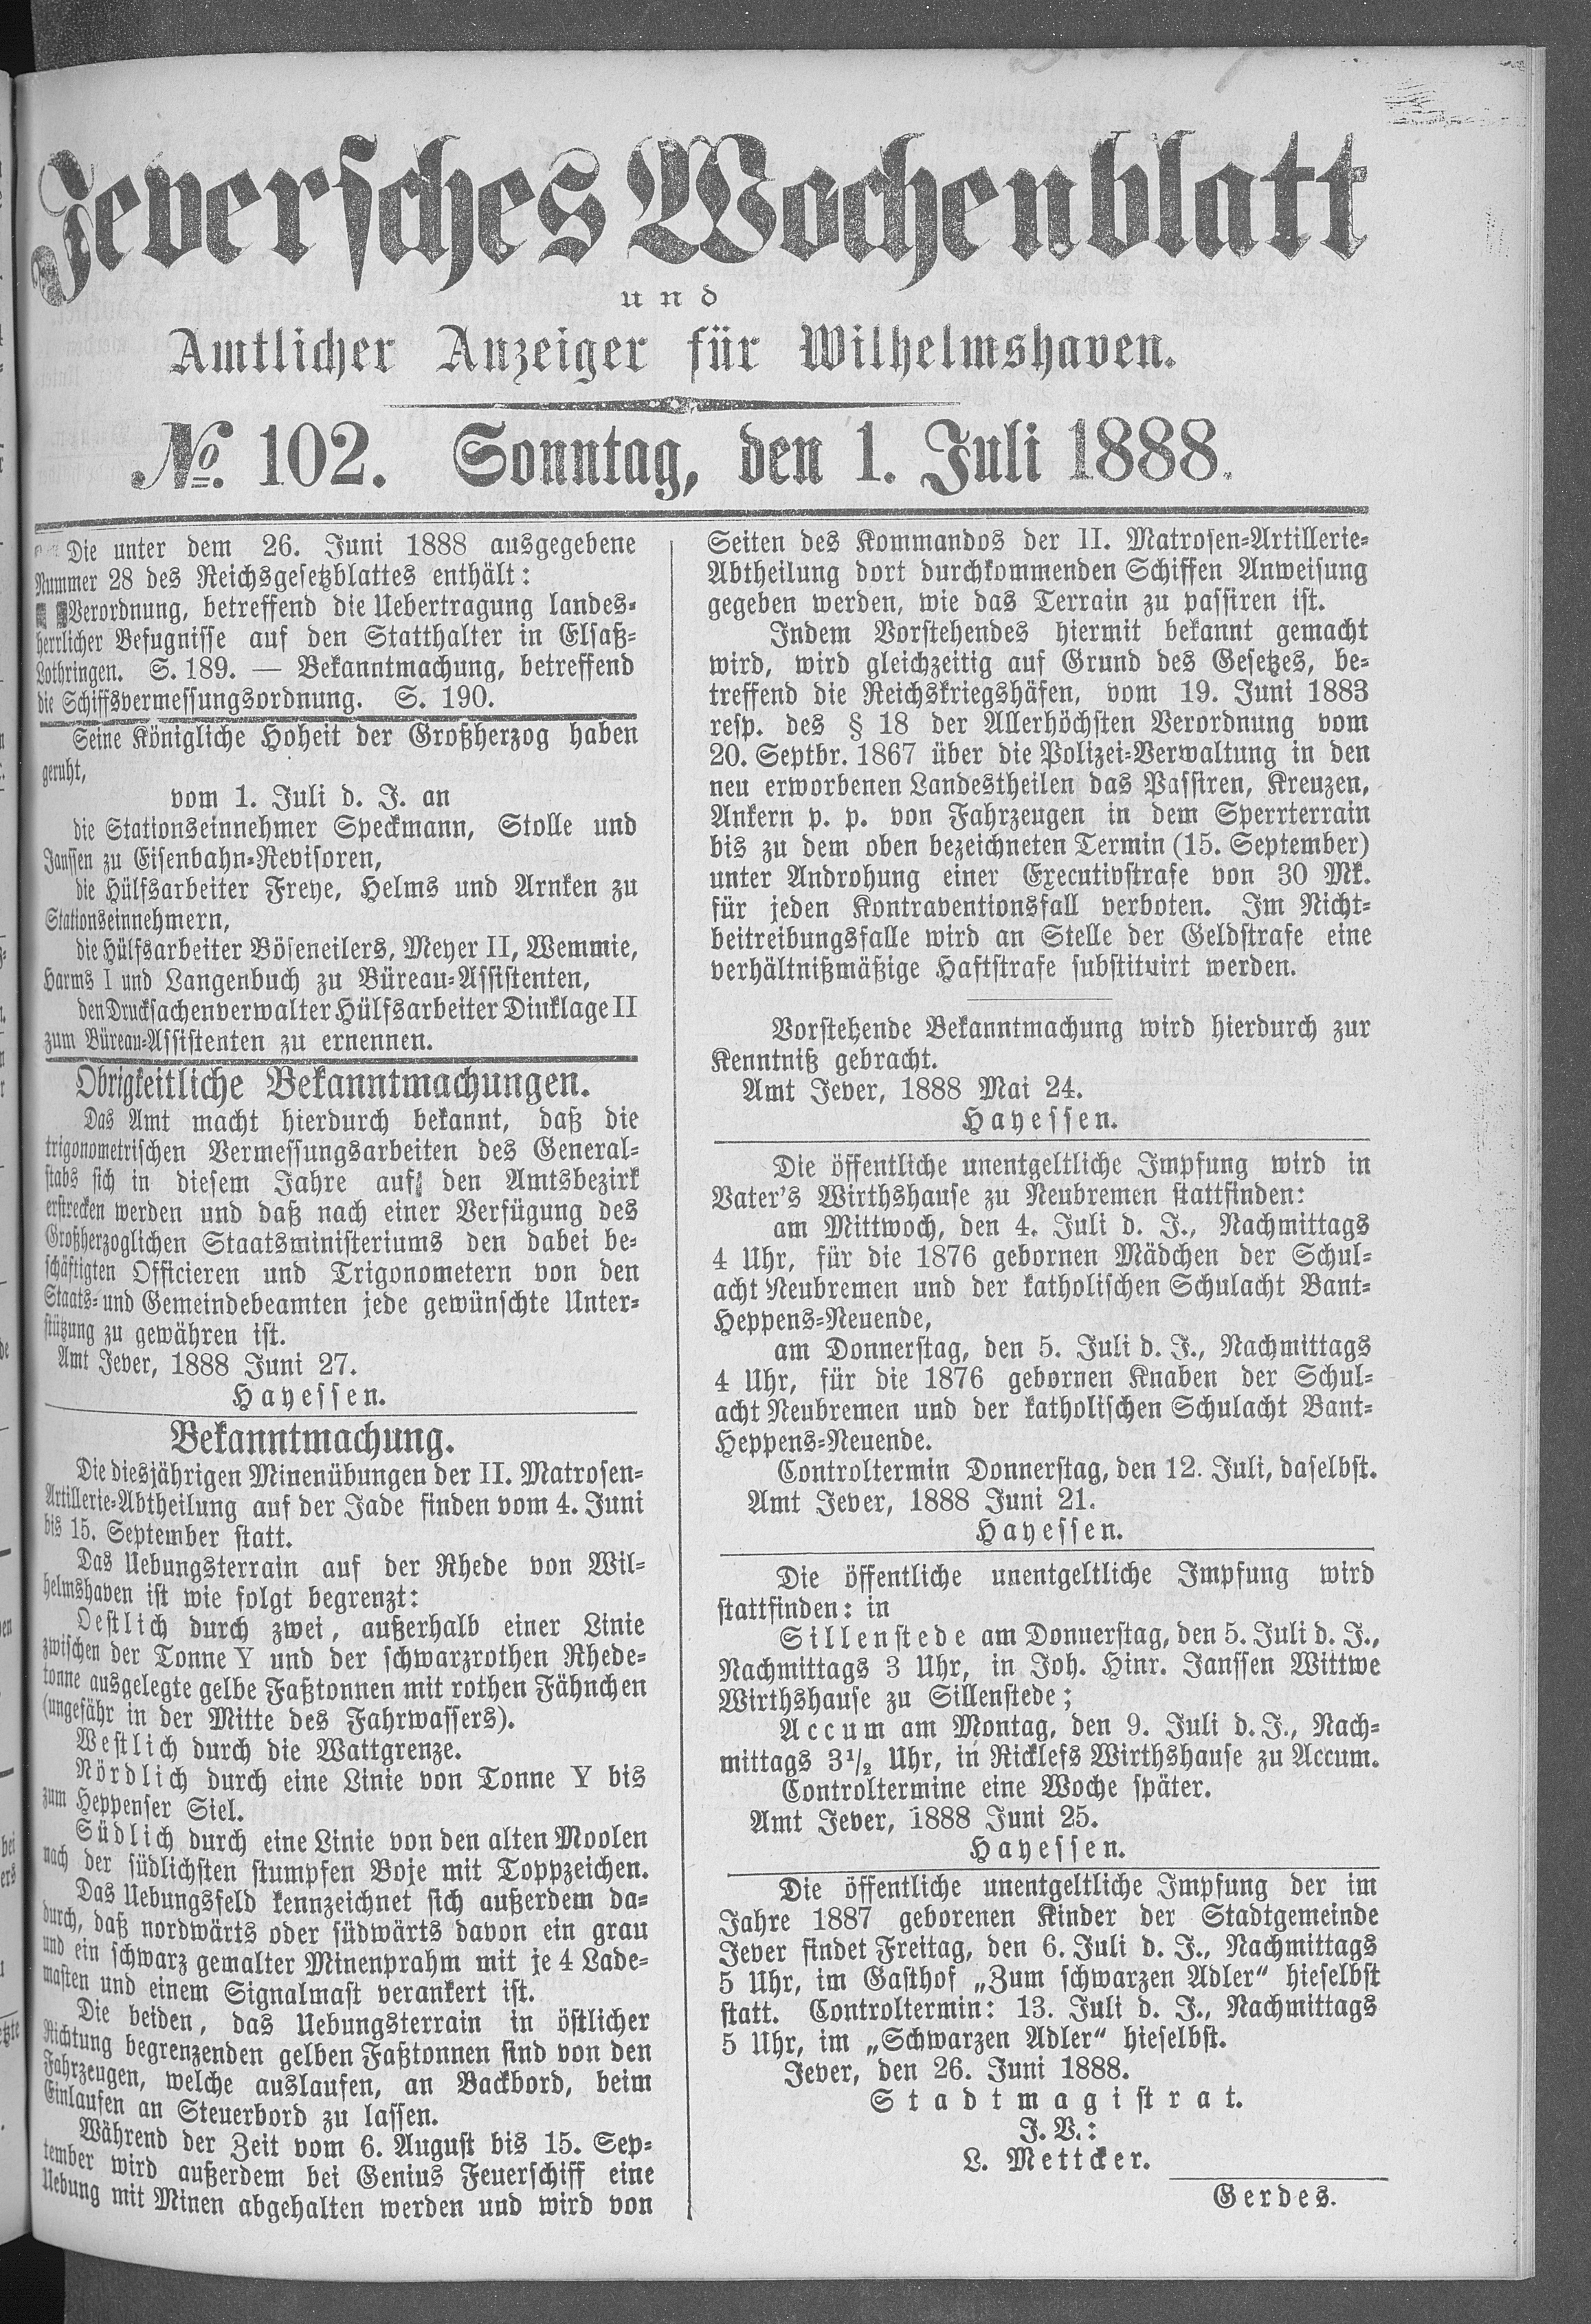 Jeversches Wochenblatt
und
Amtlicher Anzeiger für Wilhelmshaven.
№. 102. Sonntag, den 1. Juli 1888.
Die unter dem 26. Juni 1888 ausgegebene
Nummer 28 des Reichsgesetzblattes enthält:
Verordnung, betreffend die Uebertragung landes-
herrlicher Befugnisse auf den Statthalter in Elsaß-
Lothringen. S. 189. — Bekanntmachung, betreffend
die Schiffsvermessungsordnung. S. 190.
Seine Königliche Hoheit der Großherzog haben
geruht,
vom 1. Juli d. J. an
die Stationseinnehmer Speckmann, Stolle und
Janssen zu Eisenbahn-Revisoren,
die Hülfsarbeiter Freye, Helms und Arnken zu
Stationseinnehmern,
die Hülfsarbeiter Böseneilers, Meyer II, Wemmie,
Harms I und Langenbuch zu Büreau-Assistenten,
den Drucksachenverwalter Hülfsarbeiter Dinklage II
zum Büreau-Assistenten zu ernennen.
Obrigkeitliche Bekanntmachungen.
Das Amt macht hierdurch bekannt, daß die
trigonometrischen Vermessungsarbeiten des General-
stabs sich in diesem Jahre auf den Amtsbezirk
erstrecken werden und daß nach einer Verfügung des
Großherzoglichen Staatsministeriums den dabei be-
schäftigten Officieren und Trigonometern von den
Staats- und Gemeindebeamten jede gewünschte Unter-
stützung zu gewähren ist.
Amt Jever, 1888 Juni 27.
Hayessen.
Bekanntmachung.
Die diesjährigen Minenübungen der II. Matrosen-
Artillerie-Abtheilung auf der Jade finden vom 4. Juni
bis 15. September statt.
Das Uebungsterrain auf der Rhede von Wil-
helmshaven ist wie folgt begrenzt:
Oestlich durch zwei, außerhalb einer Linie
zwischen der Tonne Y und der schwarzrothen Rhede-
tonne ausgelegte gelbe Faßtonnen mit rothen Fähnchen
(ungefähr in der Mitte des Fahrwassers).
Westlich durch die Wattgrenze.
Nördlich durch eine Linie von Tonne Y bis
zum Heppenser Siel.
Südlich durch eine Linie von den alten Moolen
nach der südlichsten stumpfen Boje mit Toppzeichen.
Das Uebungsfeld kennzeichnet sich außerdem da-
durch, daß nordwärts oder südwärts davon ein grau
und ein schwarz gemalter Minenprahm mit je 4 Lade-
masten und einem Signalmast verankert ist.
Die beiden, das Uebungsterrain in östlicher
Richtung begrenzenden gelben Faßtonnen sind von den
Fahrzeugen, welche auslaufen, an Backbord, beim
Einlaufen an Steuerbord zu lassen.
Während der Zeit vom 6. August bis 15. Sep-
tember wird außerdem bei Genius Feuerschiff eine
Uebung mit Minen abgehalten werden und wird von
Seiten des Kommandos der II. Matrosen-Artillerie-
Abtheilung dort durchkommenden Schiffen Anweisung
gegeben werden, wie das Terrain zu passiren ist.
Indem Vorstehendes hiermit bekannt gemacht
wird, wird gleichzeitig auf Grund des Gesetzes, be-
treffend die Reichskriegshäfen, vom 19. Juni 1883
resp. des § 18 der Allerhöchsten Verordnung vom
20. Septbr. 1867 über die Polizei-Verwaltung in den
neu erworbenen Landestheilen das Passiren, Kreuzen,
Ankern p. p. von Fahrzeugen in dem Sperrterrain
bis zu dem oben bezeichneten Termin (15. September)
unter Androhung einer Executivstrafe von 30 Mk.
für jeden Kontraventionsfall verboten. Im Nicht-
beitreibungsfalle wird an Stelle der Geldstrafe eine
verhältnißmäßige Haftstrafe substituirt werden.
Vorstehende Bekanntmachung wird hierdurch zur
Kenntniß gebracht.
Amt Jever, 1888 Mai 24.
Hayessen.
Die öffentliche unentgeltliche Impfung wird in
Vater's Wirthshause zu Neubremen stattfinden:
am Mittwoch, den 4. Juli d. J., Nachmittags
4 Uhr, für die 1876 gebornen Mädchen der Schul-
acht Neubremen und der katholischen Schulacht Bant-
Heppens-Neuende,
am Donnerstag, den 5. Juli d. J., Nachmittags
4 Uhr, für die 1876 gebornen Knaben der Schul-
acht Neubremen und der katholischen Schulacht Bant-
Heppens-Neuende.
Controltermin Donnerstag, den 12. Juli, daselbst.
Amt Jever, 1888 Juni 21.
Hayessen.
Die öffentliche unentgeltliche Impfung wird
stattfinden: in
Sillenstede am Donnerstag, den 5. Juli d. J.,
Nachmittags 3 Uhr, in Joh. Hinr. Janssen Wittwe
Wirthshause zu Sillenstede;
Accum am Montag, den 9. Juli d. J., Nach-
mittags 3½ Uhr, in Ricklefs Wirthshause zu Accum.
Controltermine eine Woche später.
Amt Jever, 1888 Juni 25.
Hayessen.
Die öffentliche unentgeltliche Impfung der im
Jahre 1887 geborenen Kinder der Stadtgemeinde
Jever findet Freitag, den 6. Juli d. J., Nachmittags
5 Uhr, im Gasthof „Zum schwarzen Adler“ hieselbst
statt. Controltermin: 13. Juli d. J., Nachmittags
5 Uhr, im „Schwarzen Adler“ hieselbst.
Jever, den 26. Juni 1888.
Stadtmagistrat.
J. V.:
L. Mettcker.
Gerdes.